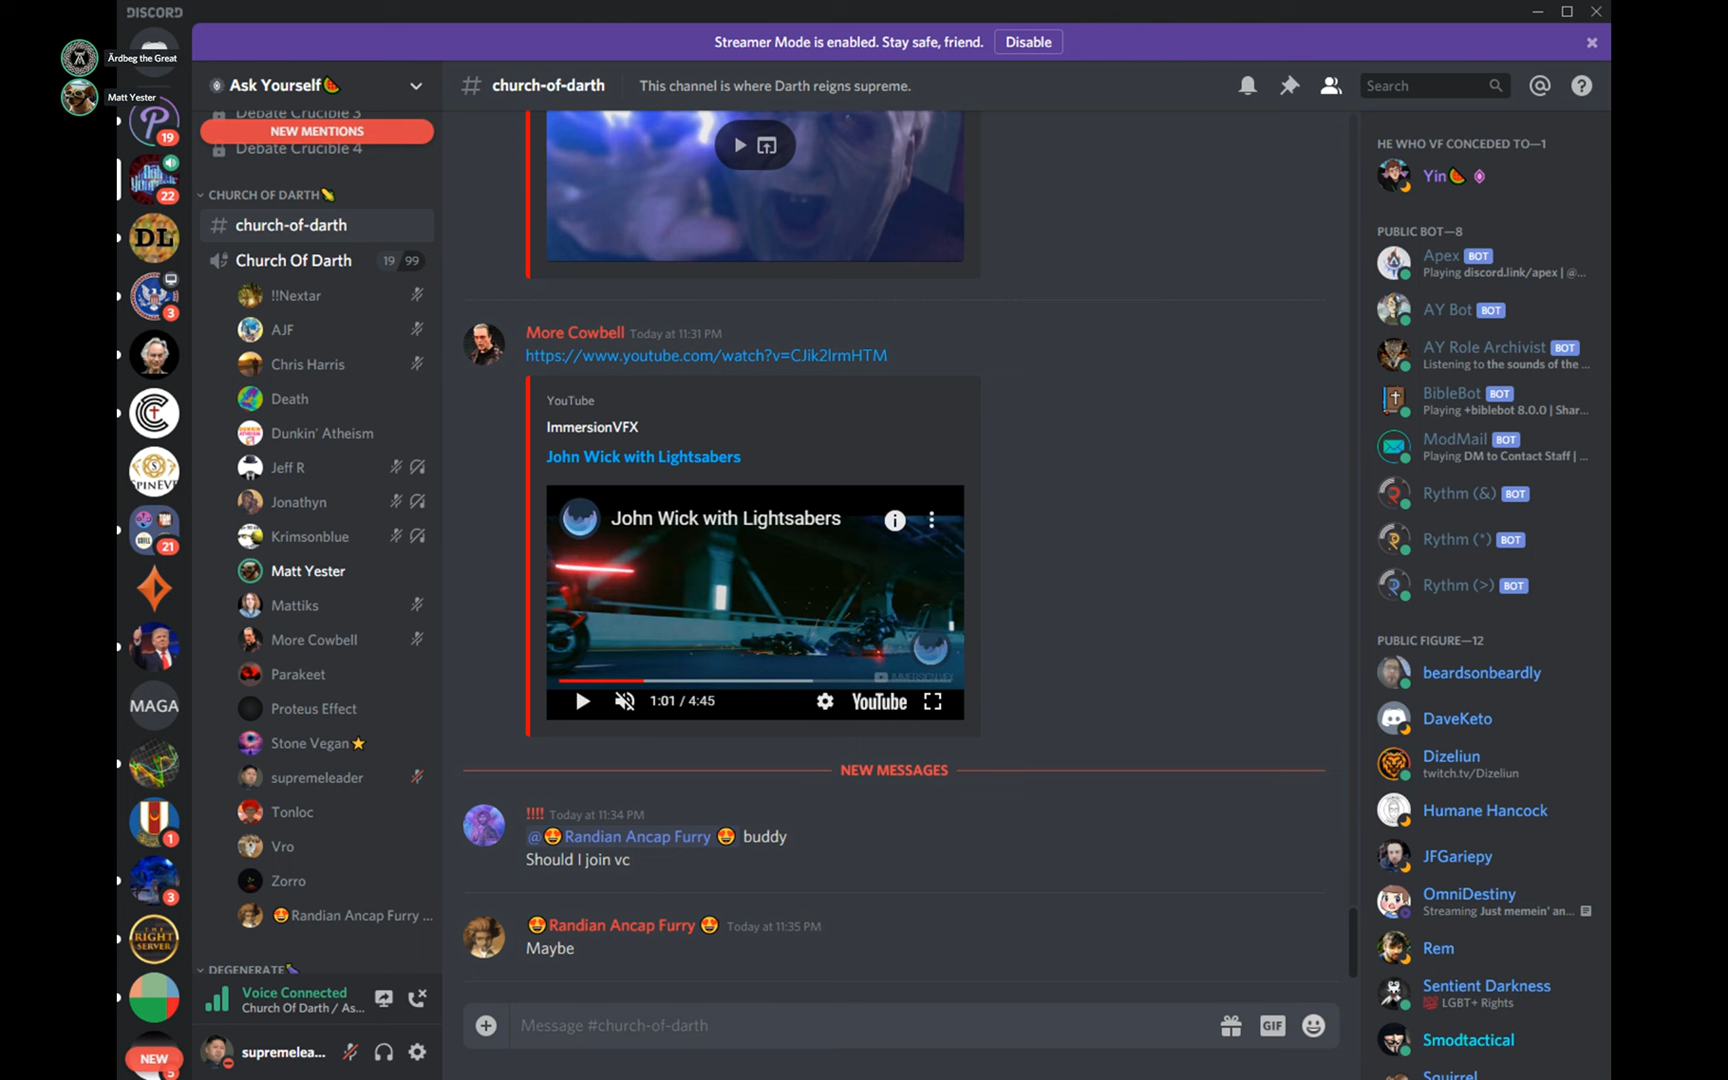 DISCORD
Ärdbeg the Great
Matt Yester
Streamer Mode is enabled. Stay safe, friend.
Disable
Ask Yourself🍉
# church-of-darth
This channel is where Darth reigns supreme.
Search
Debate Crucible 3
NEW MENTIONS
Debate Crucible 4
CHURCH OF DARTH🌽
# church-of-darth
Church Of Darth
19 / 99
!!Nextar
AJF
Chris Harris
Death
Dunkin' Atheism
Jeff R
Jonathyn
Krimsonblue
Matt Yester
Mattiks
More Cowbell
Parakeet
Proteus Effect
Stone Vegan⭐
supremeleader
Tonloc
Vro
Zorro
🤩Randian Ancap Furry ...
DEGENERATE🍆
Voice Connected
Church Of Darth / As...
supremelea...
19
22
DL
3
SPINEVE
21
MAGA
1
3
THE
RIGHT
SERVER
NEW
5
More Cowbell Today at 11:31 PM
https://www.youtube.com/watch?v=CJik2lrmHTM
YouTube
ImmersionVFX
John Wick with Lightsabers
John Wick with Lightsabers
IMMERSION VFX
1:01 / 4:45
YouTube
NEW MESSAGES
!!!! Today at 11:34 PM
@🤩Randian Ancap Furry 🤩 buddy
Should I join vc
🤩Randian Ancap Furry 🤩 Today at 11:35 PM
Maybe
Message #church-of-darth
GIF
HE WHO VF CONCEDED TO—1
Yin🍉
PUBLIC BOT—8
Apex BOT
Playing discord.link/apex | @...
AY Bot BOT
AY Role Archivist BOT
Listening to the sounds of the ...
BibleBot BOT
Playing +biblebot 8.0.0 | Shar...
ModMail BOT
Playing DM to Contact Staff | ...
Rythm (&) BOT
Rythm (*) BOT
Rythm (>) BOT
PUBLIC FIGURE—12
beardsonbeardly
DaveKeto
Dizeliun
twitch.tv/Dizeliun
Humane Hancock
JFGariepy
OmniDestiny
Streaming Just memein' an...
Rem
Sentient Darkness
💯 LGBT+ Rights
Smodtactical
Squirrel